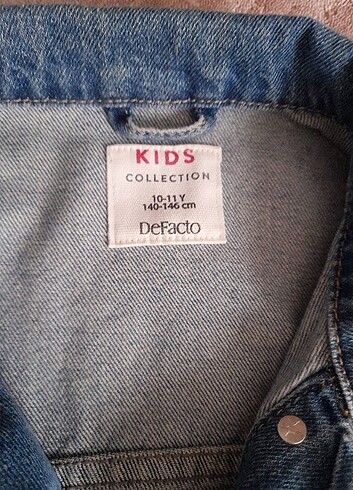 KIDS
COLLECTION
10-11 Y
140-146 cm
DeFacto